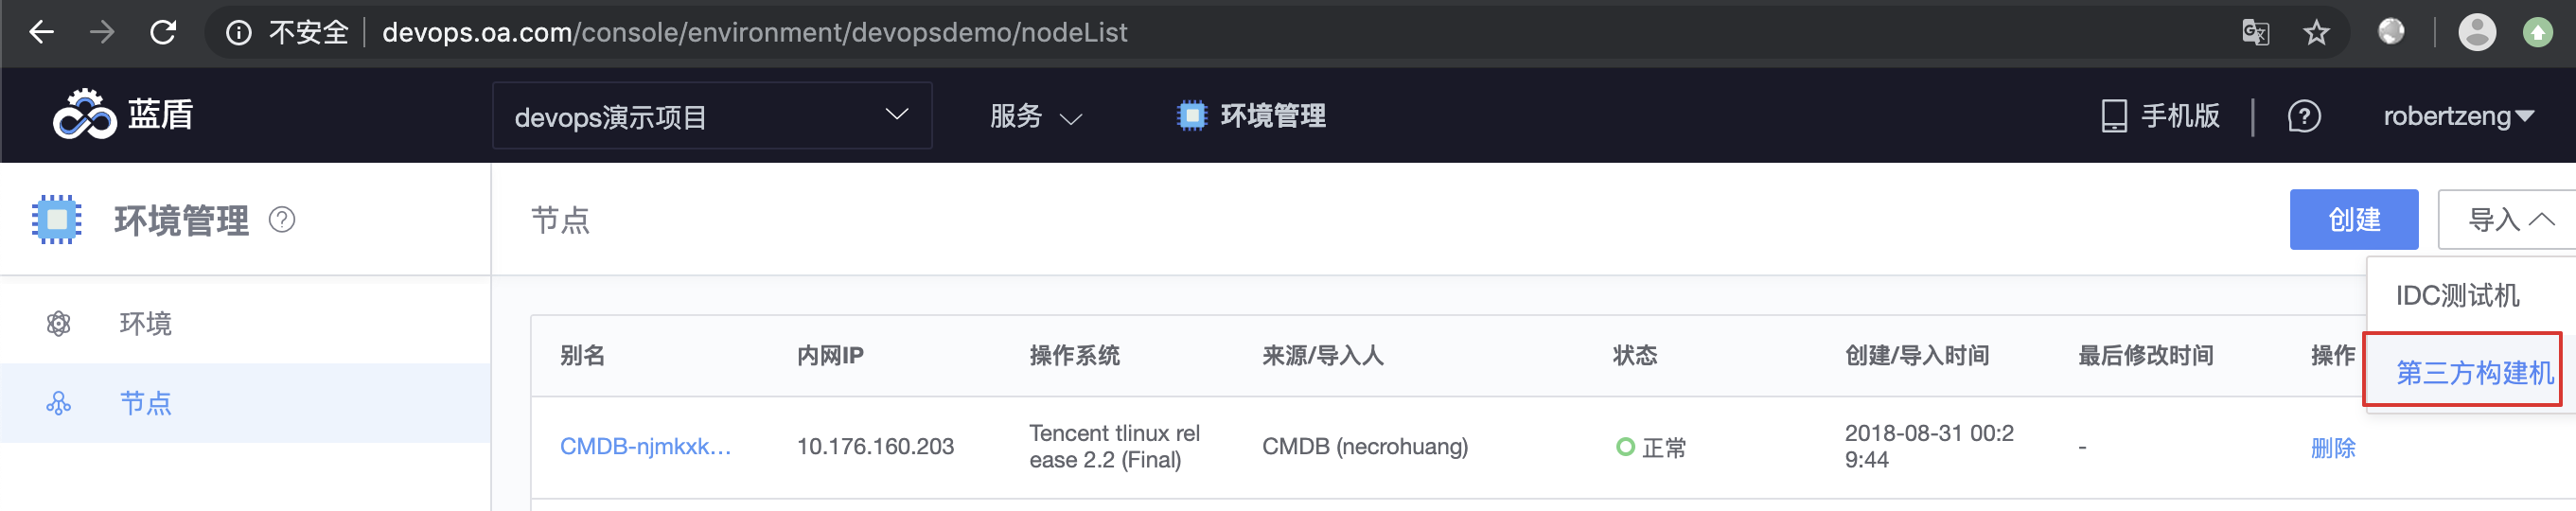 不安全 devops.oa.com/console/environment/devopsdemo/nodeList
蓝盾 devops演示项目 服务 环境管理 手机版 robertzeng
环境管理 节点 创建 导入
IDC测试机
环境
别名 内网IP 操作系统 来源/导入人 状态 创建/导入时间 最后修改时间 操作
第三方构建机
节点
CMDB-njmkxk... 10.176.160.203 Tencent tlinux rel CMDB (necrohuang) 正常 2018-08-31 00:2 - 删除
ease 2.2 (Final) 9:44